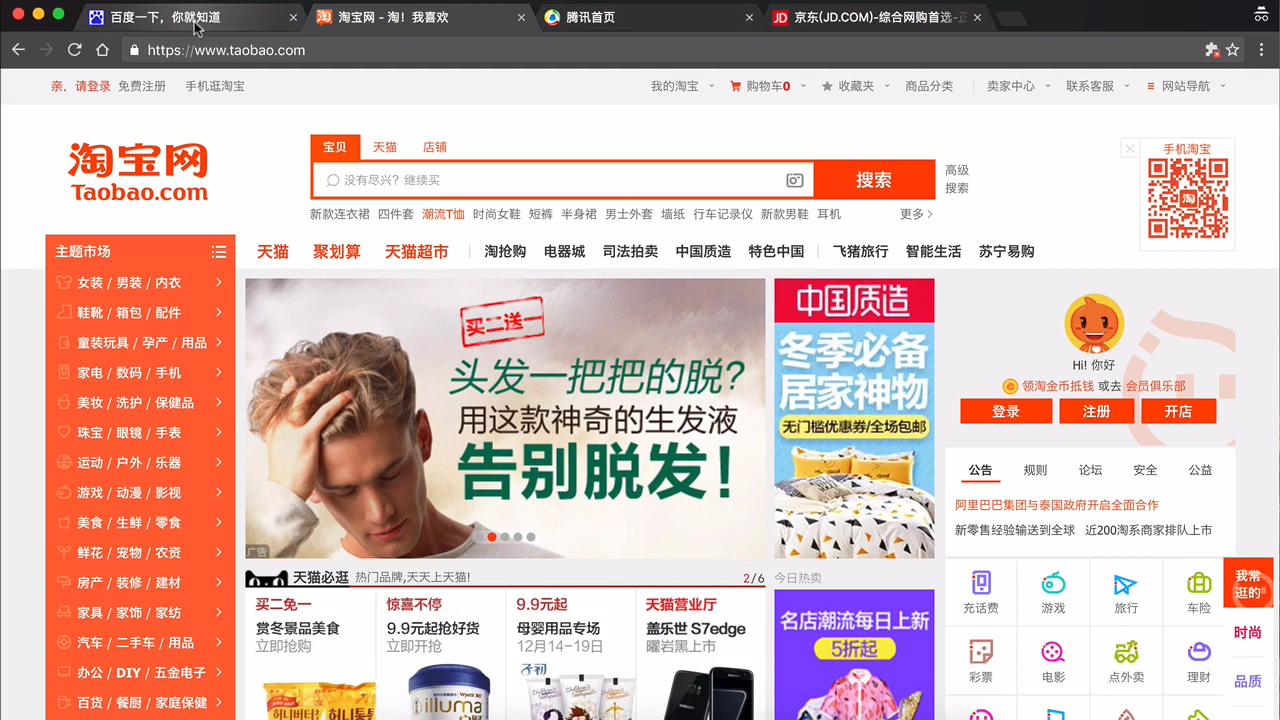 百度一下，你就知道
淘宝网 - 淘！我喜欢
腾讯首页
京东(JD.COM)-综合网购首选-正
https://www.taobao.com
亲，请登录 免费注册 手机逛淘宝
我的淘宝 购物车0 收藏夹 商品分类 卖家中心 联系客服 网站导航
淘宝网
Taobao.com
宝贝 天猫 店铺
没有尽兴？继续买
搜索
高级
搜索
新款连衣裙 四件套 潮流T恤 时尚女鞋 短裤 半身裙 男士外套 墙纸 行车记录仪 新款男鞋 耳机 更多
手机淘宝
淘
主题市场
天猫 聚划算 天猫超市 淘抢购 电器城 司法拍卖 中国质造 特色中国 飞猪旅行 智能生活 苏宁易购
女装 / 男装 / 内衣
鞋靴 / 箱包 / 配件
童装玩具 / 孕产 / 用品
家电 / 数码 / 手机
美妆 / 洗护 / 保健品
珠宝 / 眼镜 / 手表
运动 / 户外 / 乐器
游戏 / 动漫 / 影视
美食 / 生鲜 / 零食
鲜花 / 宠物 / 农资
房产 / 装修 / 建材
家具 / 家饰 / 家纺
汽车 / 二手车 / 用品
办公 / DIY / 五金电子
百货 / 餐厨 / 家庭保健
买二送一
头发一把把的脱?
用这款神奇的生发液
告别脱发!
广告
中国质造
冬季必备
居家神物
无门槛优惠券/全场包邮
Hi! 你好
领淘金币抵钱 或去 会员俱乐部
登录 注册 开店
公告 规则 论坛 安全 公益
阿里巴巴集团与泰国政府开启全面合作
新零售经验输送到全球 近200淘系商家排队上市
天猫必逛 热门品牌,天天上天猫! 2/6
买二免一
赏冬景品美食
立即抢购
惊喜不停
9.9元起抢好货
立即开抢
9.9元起
母婴用品专场
12月14-19日
天猫营业厅
盖乐世 S7edge
曜岩黑上市
허니버터칩
Wyeth
illuma
今日热卖
名店潮流每日上新
5折起
充话费 游戏 旅行 车险
彩票 电影 点外卖 理财
我常
逛的
时尚
品质